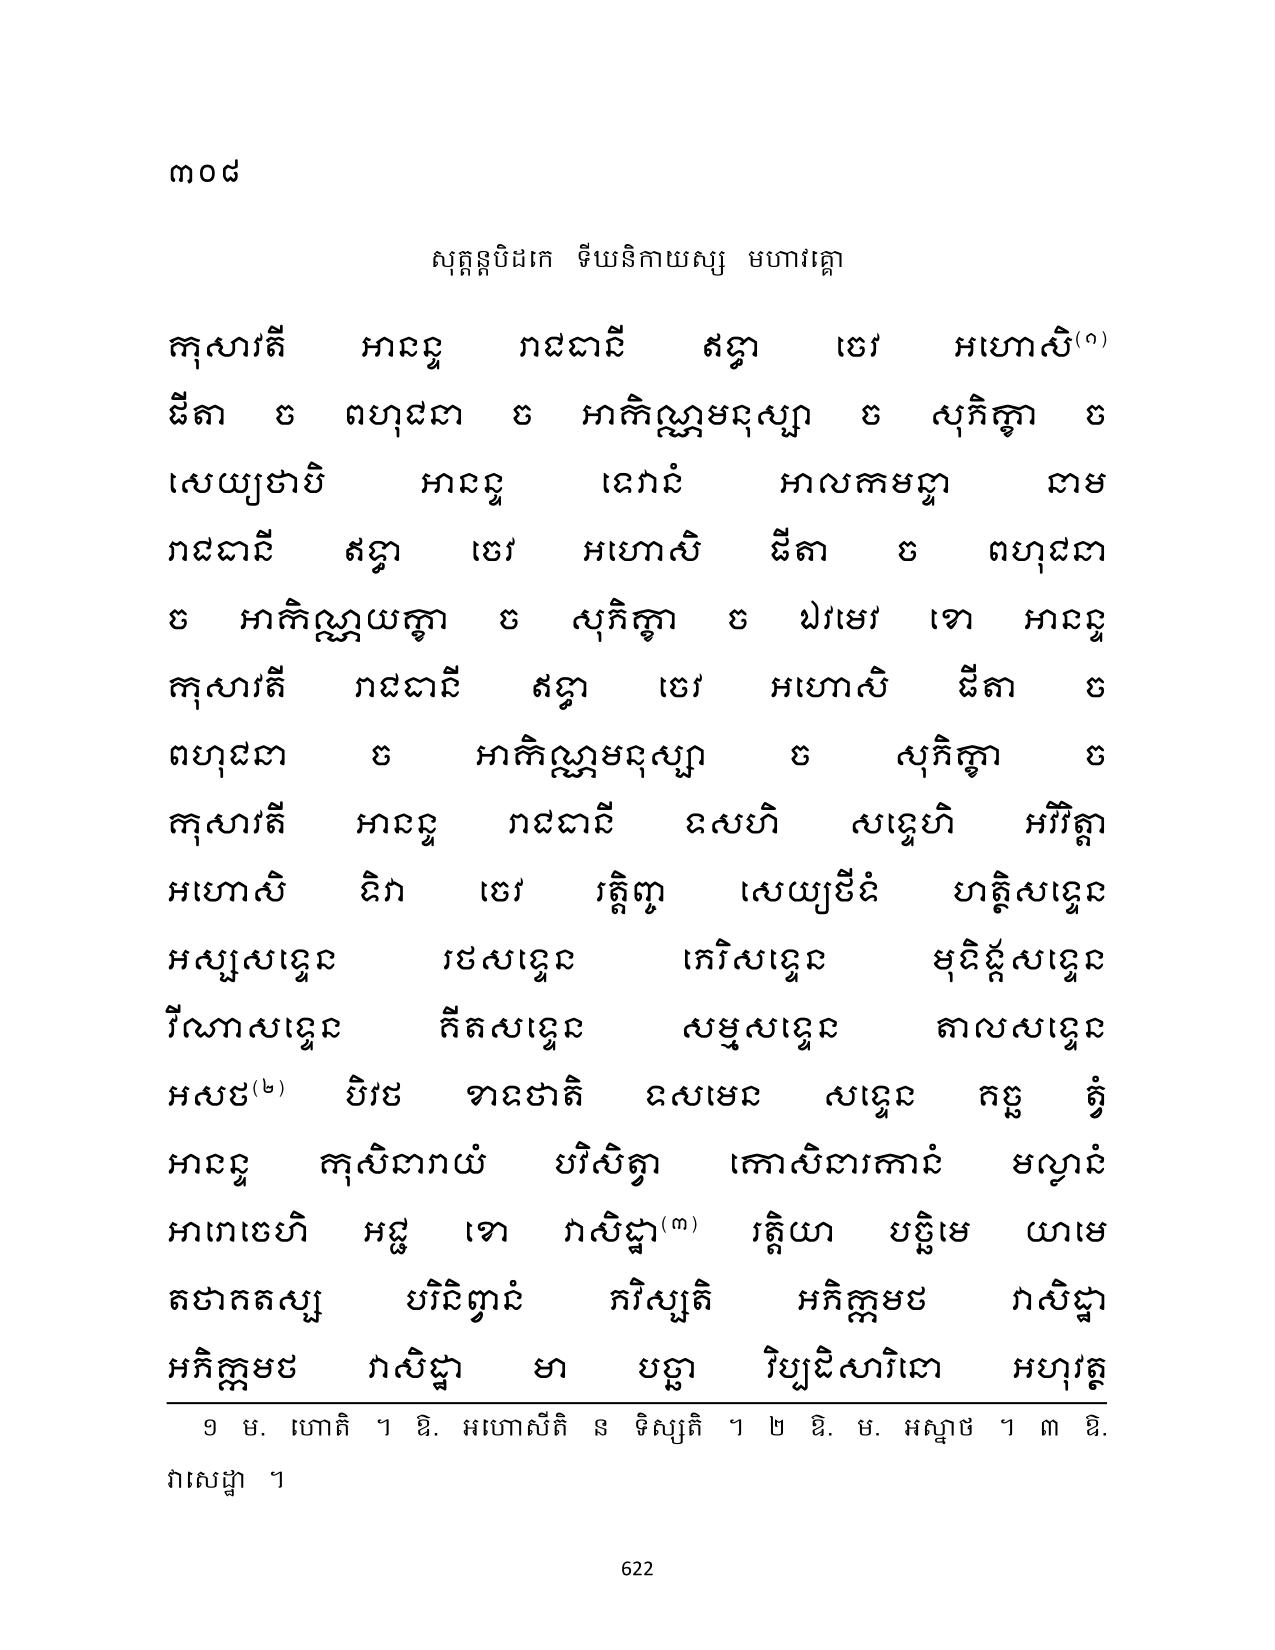 ៣០៨
សុត្តន្តបិដកេ ទីឃនិកាយស្ស មហាវគ្គោ
កុសាវតី អានន្ទ រាជធានី ឥទ្ធា ចេវ អហោសិ(១)
ផីតា ច ពហុជនា ច អាកិណ្ណមនុស្សា ច សុភិក្ខា ច
សេយ្យថាបិ អានន្ទ ទេវានំ អាលកមន្ទា នាម
រាជធានី ឥទ្ធា ចេវ អហោសិ ផីតា ច ពហុជនា
ច អាកិណ្ណយក្ខា ច សុភិក្ខា ច ឯវមេវ ខោ អានន្ទ
កុសាវតី រាជធានី ឥទ្ធា ចេវ អហោសិ ផីតា ច
ពហុជនា ច អាកិណ្ណមនុស្សា ច សុភិក្ខា ច
កុសាវតី អានន្ទ រាជធានី ទសហិ សទ្ទេហិ អវិវិត្តា
អហោសិ ទិវា ចេវ រត្តិញ្ច សេយ្យថីទំ ហត្ថិសទ្ទេន
អស្សសទ្ទេន រថសទ្ទេន ភេរិសទ្ទេន មុទិង្គសទ្ទេន
វីណាសទ្ទេន គីតសទ្ទេន សម្មសទ្ទេន តាលសទ្ទេន
អសថ(២) បិវថ ខាទថាតិ ទសមេន សទ្ទេន គច្ឆ ត្វំ
អានន្ទ កុសិនារាយំ បវិសិត្វា កោសិនារកានំ មល្លានំ
អារោចេហិ អជ្ជ ខោ វាសិដ្ឋា(៣) រត្តិយា បច្ឆិមេ យាមេ
តថាគតស្ស បរិនិព្វានំ ភវិស្សតិ អភិក្កមថ វាសិដ្ឋា
អភិក្កមថ វាសិដ្ឋា មា បច្ឆា វិប្បដិសារិនោ អហុវត្ថ
១ ម. ហោតិ ។ ឱ. អហោសីតិ ន ទិស្សតិ ។ ២ ឱ. ម. អស្នាថ ។ ៣ ឱ.
វាសេដ្ឋា ។
622